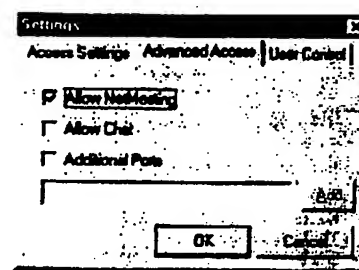 Settings
Access Settings Advanced Access User Control
Allow NetMeeting
Allow Chat
Additional Ports
Add
OK Cancel